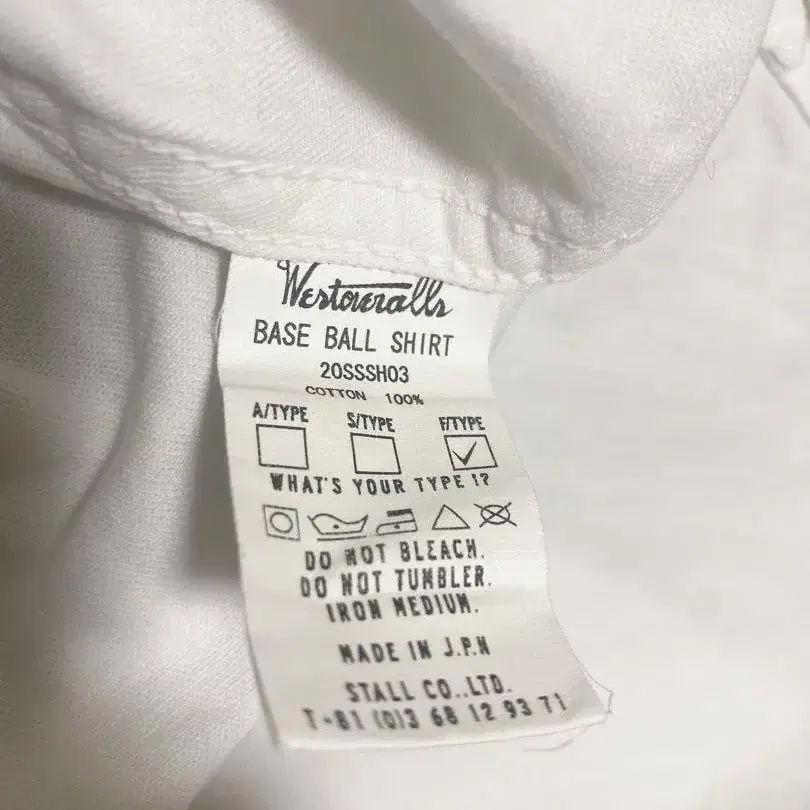 Westoveralls
BASE BALL SHIRT
20SSSH03
COTTON 100%
A/TYPE S/TYPE F/TYPE
WHAT'S YOUR TYPE !?
DO NOT BLEACH.
DO NOT TUMBLER.
IRON MEDIUM.
MADE IN J.P.N
STALL CO.,LTD.
T-81 (0)3 68 12 93 71